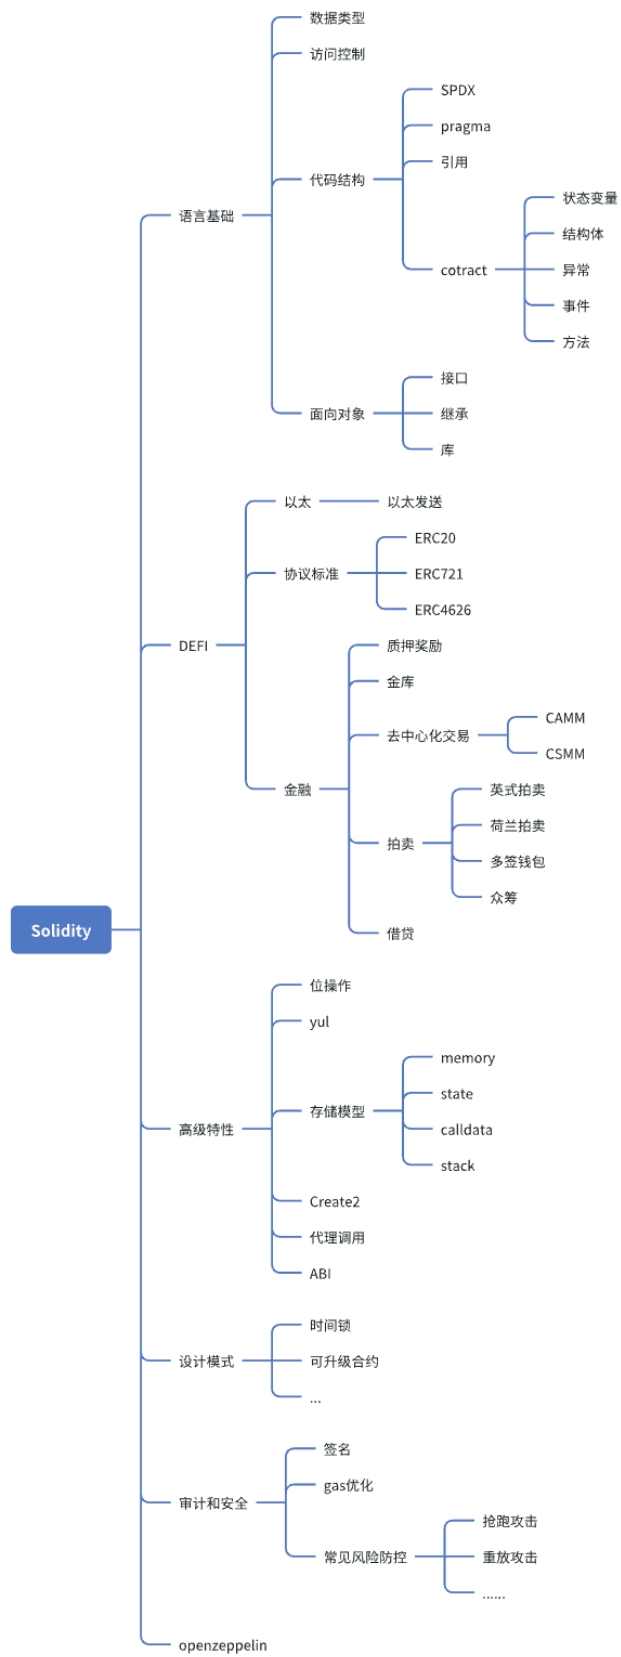 数据类型
访问控制
SPDX
pragma
代码结构
引用
状态变量
语言基础
结构体
cotract
异常
事件
方法
接口
面向对象
继承
库
以太
以太发送
ERC20
协议标准
ERC721
ERC4626
DEFI
质押奖励
金库
CAMM
去中心化交易
CSMM
金融
英式拍卖
荷兰拍卖
拍卖
多签钱包
众筹
Solidity
借贷
位操作
yul
memory
state
存储模型
高级特性
calldata
stack
Create2
代理调用
ABI
时间锁
设计模式
可升级合约
...
签名
gas优化
审计和安全
抢跑攻击
常见风险防控
重放攻击
......
openzeppelin